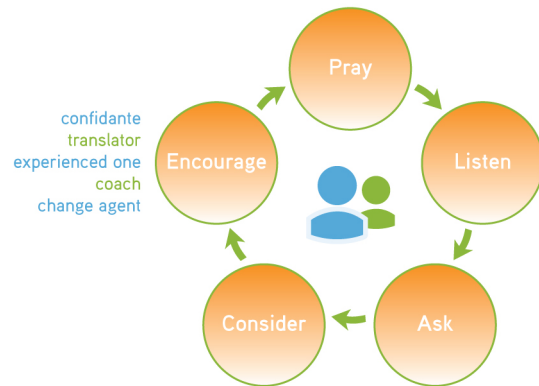 Pray
confidante
translator
experienced one
coach
change agent
Encourage
Listen
Consider
Ask